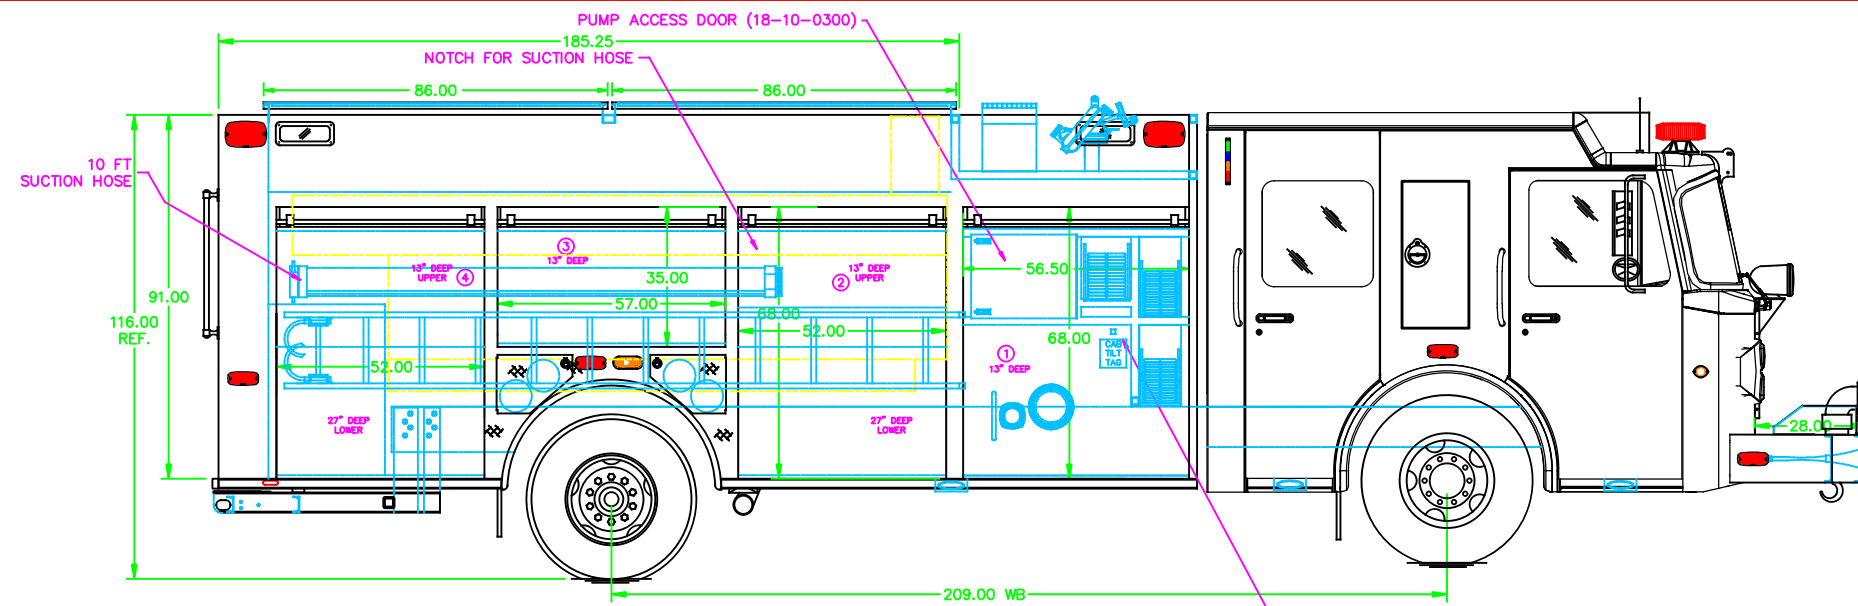 PUMP ACCESS DOOR (18-10-0300)
185.25
NOTCH FOR SUCTION HOSE
86.00
86.00
10 FT
SUCTION HOSE
3
13" DEEP
13" DEEP
UPPER
4
13" DEEP
UPPER
2
56.50
35.00
91.00
57.00
68.00
116.00
REF.
52.00
68.00
CAB
TILT
TAG
1
13" DEEP
52.00
27" DEEP
LOWER
27" DEEP
LOWER
28.00
209.00 WB